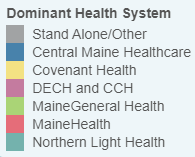 Dominant Health System
Stand Alone/Other
Central Maine Healthcare
Covenant Health
DECH and CCH
MaineGeneral Health
MaineHealth
Northern Light Health